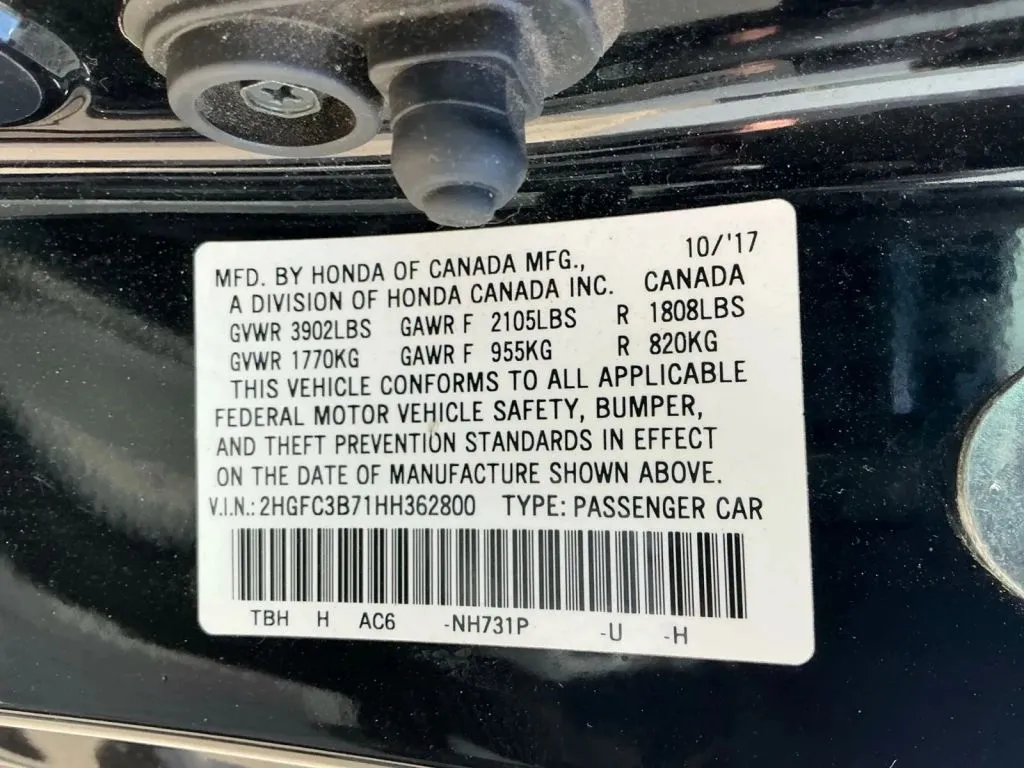 MFD. BY HONDA OF CANADA MFG., 10/'17
A DIVISION OF HONDA CANADA INC. CANADA
GVWR 3902LBS GAWR F 2105LBS R 1808LBS
GVWR 1770KG GAWR F 955KG R 820KG
THIS VEHICLE CONFORMS TO ALL APPLICABLE
FEDERAL MOTOR VEHICLE SAFETY, BUMPER,
AND THEFT PREVENTION STANDARDS IN EFFECT
ON THE DATE OF MANUFACTURE SHOWN ABOVE.
V.I.N.: 2HGFC3B71HH362800 TYPE: PASSENGER CAR
TBH H AC6 -NH731P -U -H